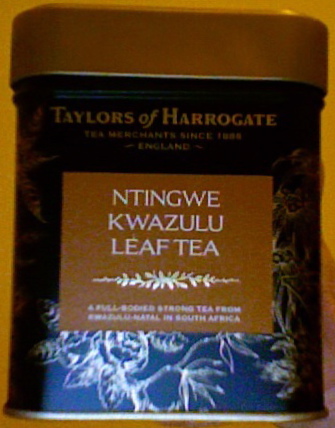 TAYLORS of HARROGATE
TEA MERCHANTS SINCE 1886
ENGLAND
NTINGWE
KWAZULU
LEAF TEA
A FULL-BODIED STRONG TEA FROM
KWAZULU-NATAL IN SOUTH AFRICA